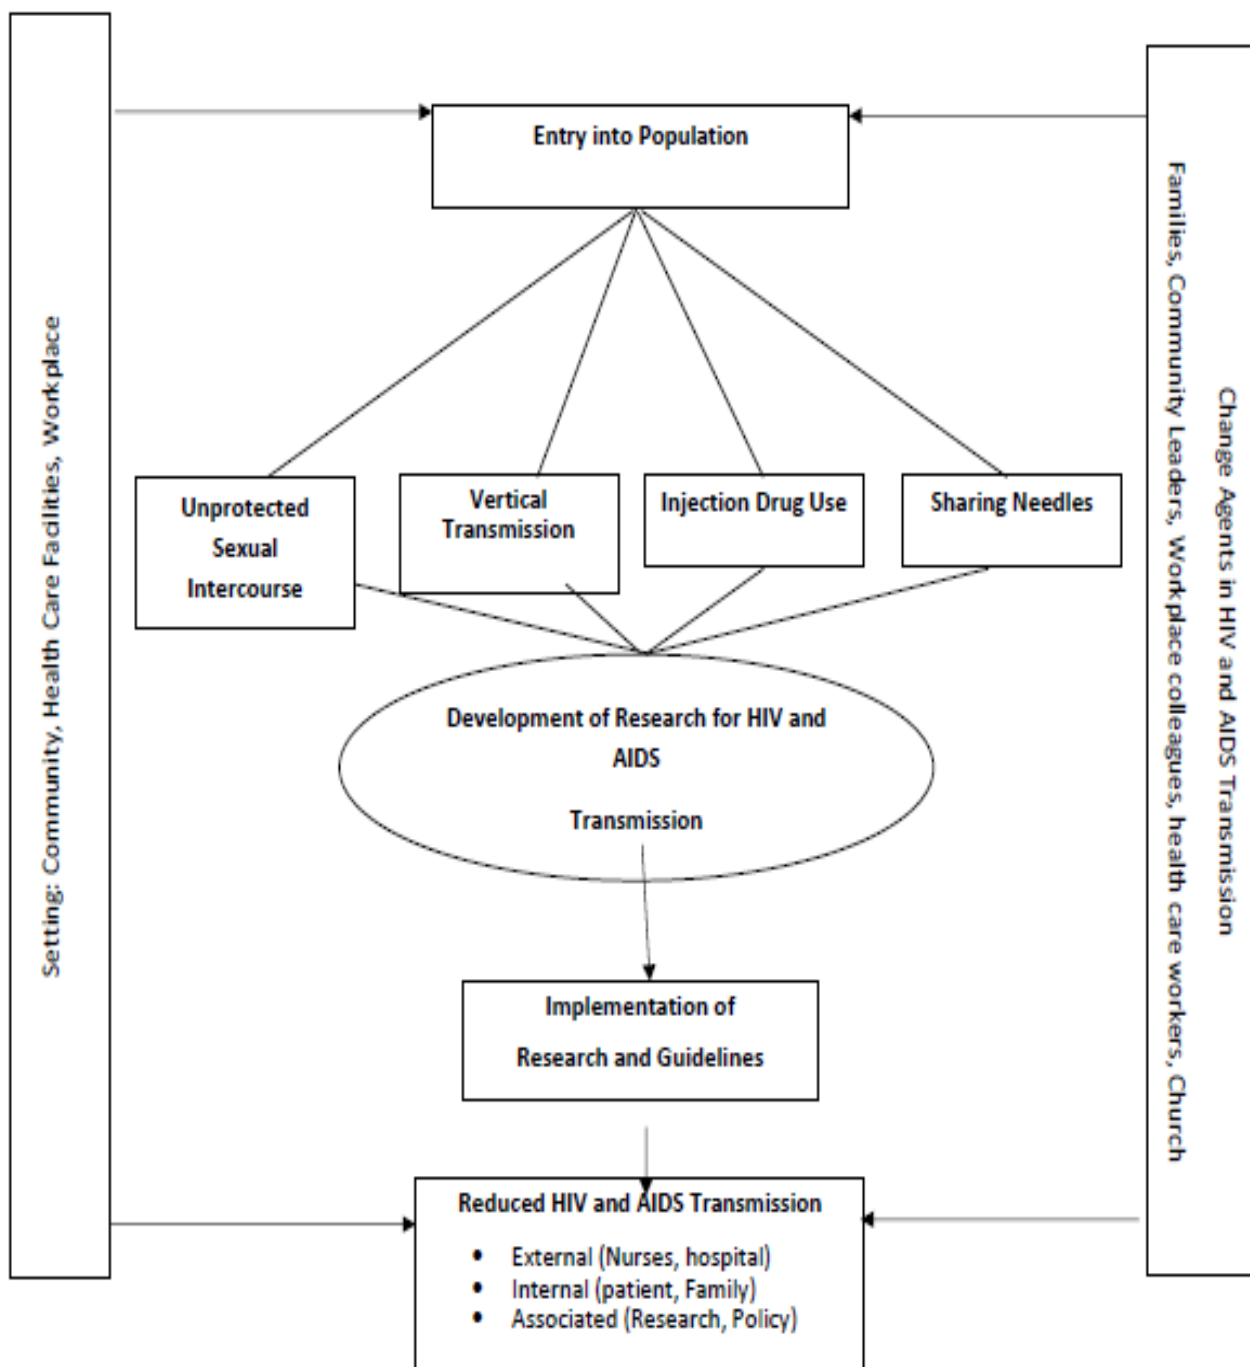 Setting: Community, Health Care Facilities, Workplace
Entry into Population
Unprotected
Sexual
Intercourse
Vertical
Transmission
Injection Drug Use
Sharing Needles
Development of Research for HIV and
AIDS
Transmission
Implementation of
Research and Guidelines
Reduced HIV and AIDS Transmission
• External (Nurses, hospital)
• Internal (patient, Family)
• Associated (Research, Policy)
Change Agents in HIV and AIDS Transmission
Families, Community Leaders, Workplace colleagues, health care workers, Church